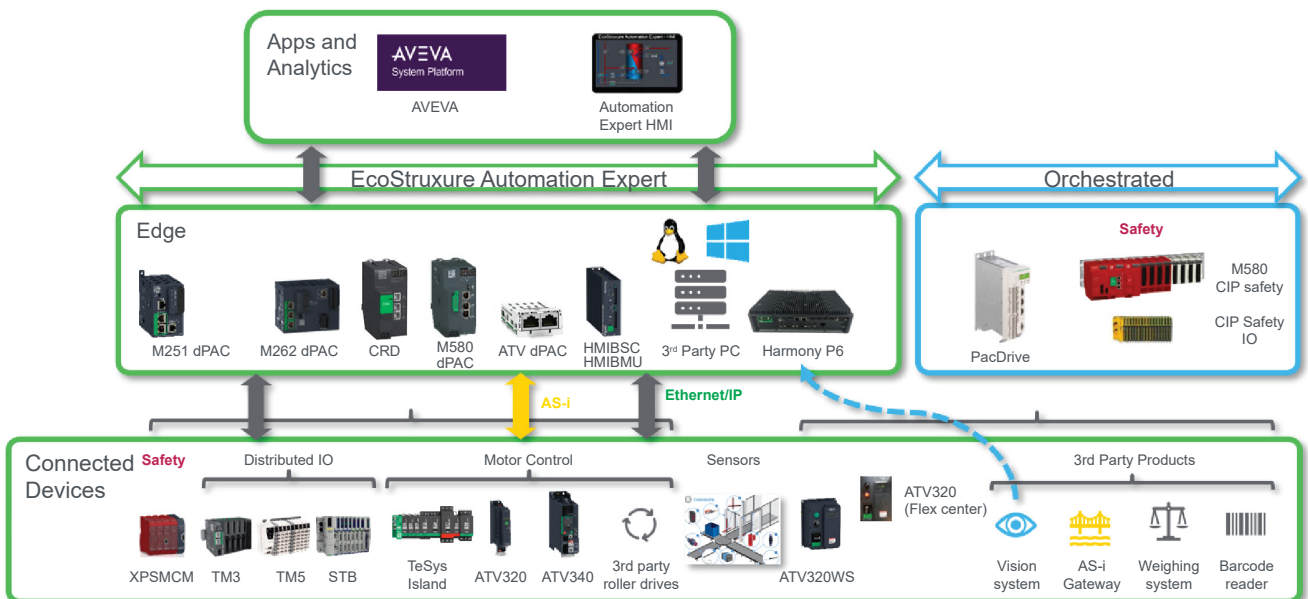 Apps and
Analytics
AVEVA
System Platform
AVEVA
EcoStruxure Automation Expert - HMI
Automation
Expert HMI
EcoStruxure Automation Expert
Orchestrated
Edge
M251 dPAC
M262 dPAC
CRD
M580
dPAC
ATV dPAC
HMIBSC
HMIBMU
3rd Party PC
Harmony P6
Safety
PacDrive
M580
CIP safety
CIP Safety
IO
AS-i
Ethernet/IP
Connected
Devices
Safety
Distributed IO
Motor Control
Sensors
3rd Party Products
XPSMCM
TM3
TM5
STB
TeSys
Island
ATV320
ATV340
3rd party
roller drives
ATV320WS
ATV320
(Flex center)
Vision
system
AS-i
Gateway
Weighing
system
Barcode
reader